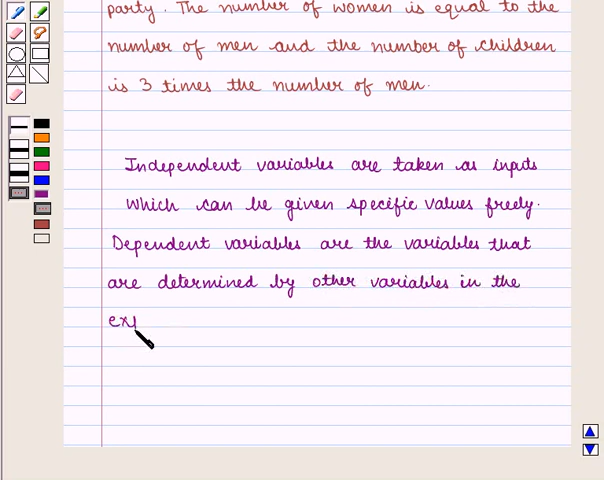 party. The number of women is equal to the
number of men and the number of children
is 3 times the number of men.
Independent variables are taken as inputs
which can be given specific values freely.
Dependent variables are the variables that
are determined by other variables in the
exp